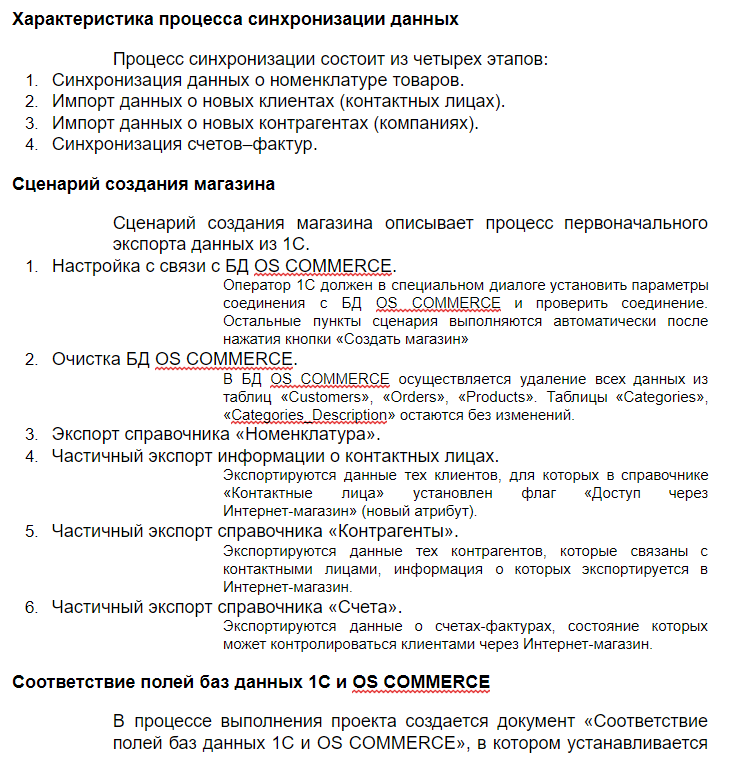 Характеристика процесса синхронизации данных
Процесс синхронизации состоит из четырех этапов:
1. Синхронизация данных о номенклатуре товаров.
2. Импорт данных о новых клиентах (контактных лицах).
3. Импорт данных о новых контрагентах (компаниях).
4. Синхронизация счетов–фактур.
Сценарий создания магазина
Сценарий создания магазина описывает процесс первоначального
экспорта данных из 1С.
1. Настройка с связи с БД OS COMMERCE.
Оператор 1С должен в специальном диалоге установить параметры
соединения с БД OS COMMERCE и проверить соединение.
Остальные пункты сценария выполняются автоматически после
нажатия кнопки «Создать магазин»
2. Очистка БД OS COMMERCE.
В БД OS COMMERCE осуществляется удаление всех данных из
таблиц «Customers», «Orders», «Products». Таблицы «Categories»,
«Categories_Description» остаются без изменений.
3. Экспорт справочника «Номенклатура».
4. Частичный экспорт информации о контактных лицах.
Экспортируются данные тех клиентов, для которых в справочнике
«Контактные лица» установлен флаг «Доступ через
Интернет-магазин» (новый атрибут).
5. Частичный экспорт справочника «Контрагенты».
Экспортируются данные тех контрагентов, которые связаны с
контактными лицами, информация о которых экспортируется в
Интернет-магазин.
6. Частичный экспорт справочника «Счета».
Экспортируются данные о счетах-фактурах, состояние которых
может контролироваться клиентами через Интернет-магазин.
Соответствие полей баз данных 1С и OS COMMERCE
В процессе выполнения проекта создается документ «Соответствие
полей баз данных 1С и OS COMMERCE», в котором устанавливается